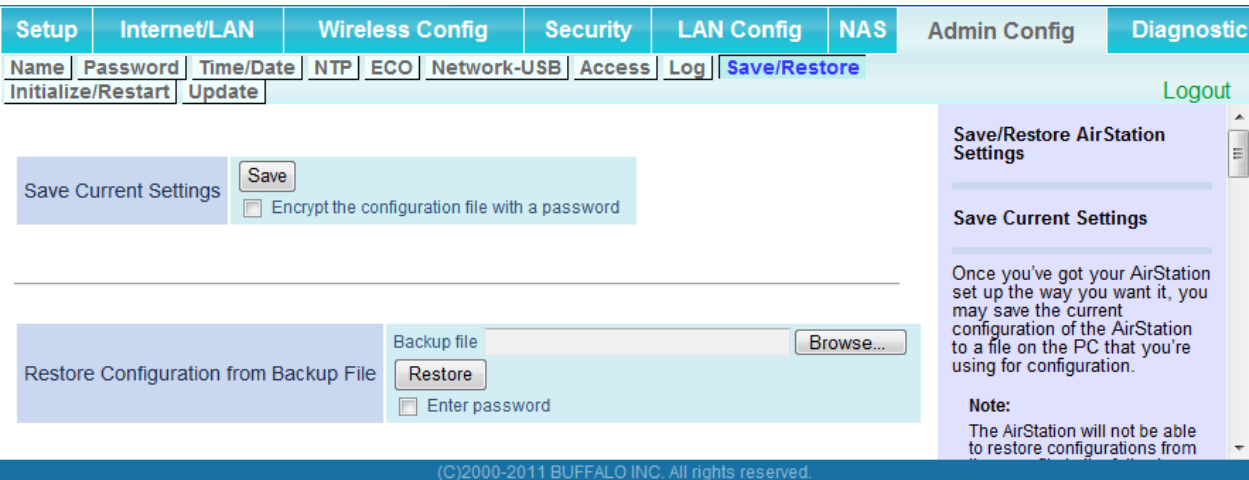 Setup Internet/LAN Wireless Config Security LAN Config NAS Admin Config Diagnostic
Name Password Time/Date NTP ECO Network-USB Access Log Save/Restore
Initialize/Restart Update
Logout
Save Current Settings
Save
Encrypt the configuration file with a password
Restore Configuration from Backup File
Backup file Browse...
Restore
Enter password
Save/Restore AirStation
Settings
Save Current Settings
Once you've got your AirStation
set up the way you want it, you
may save the current
configuration of the AirStation
to a file on the PC that you're
using for configuration.
Note:
The AirStation will not be able
to restore configurations from
(C)2000-2011 BUFFALO INC. All rights reserved.